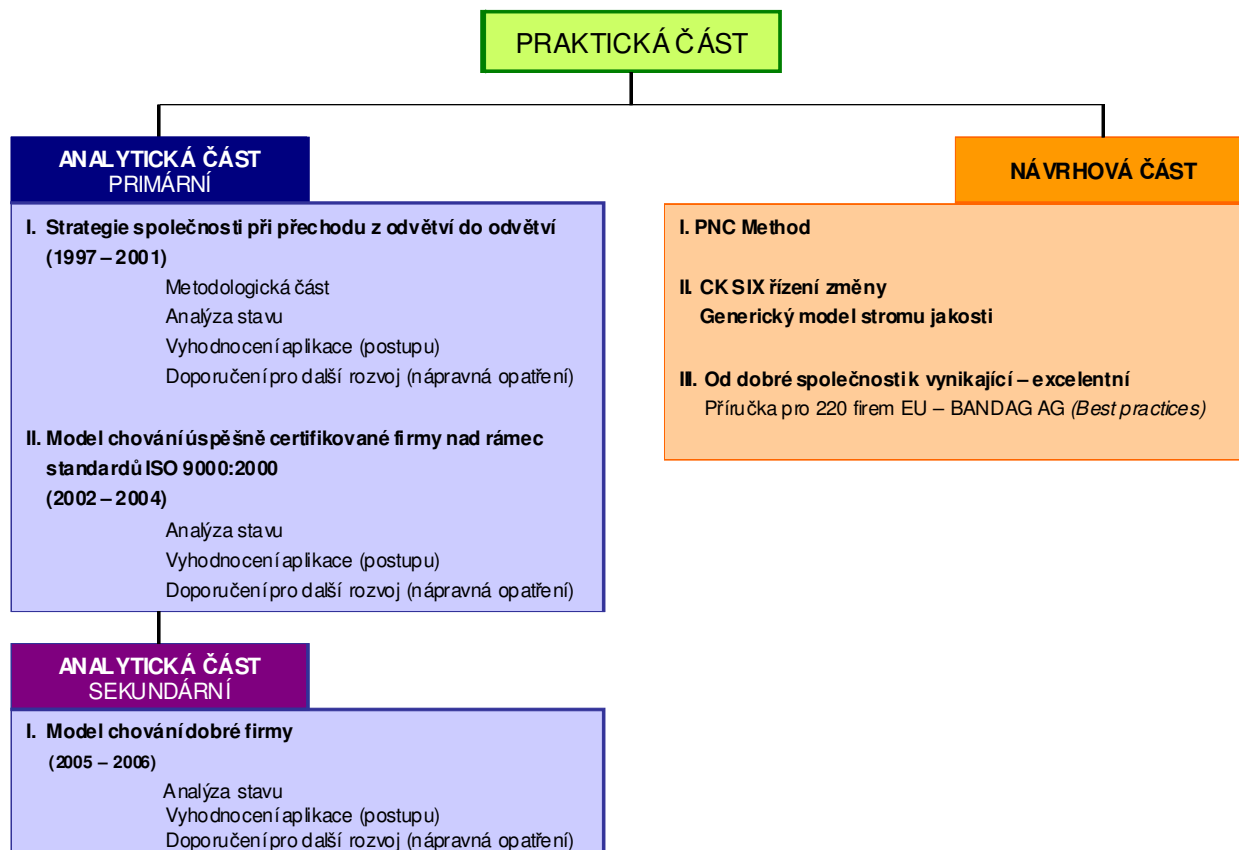 PRAKTICKÁ ČÁST
ANALYTICKÁ ČÁST
PRIMÁRNÍ
I. Strategie společnosti při přechodu z odvětví do odvětví
(1997 – 2001)
Metodologická část
Analýza stavu
Vyhodnocení aplikace (postupu)
Doporučení pro další rozvoj (nápravná opatření)
II. Model chování úspěšně certifikované firmy nad rámec
standardů ISO 9000:2000
(2002 – 2004)
Analýza stavu
Vyhodnocení aplikace (postupu)
Doporučení pro další rozvoj (nápravná opatření)
ANALYTICKÁ ČÁST
SEKUNDÁRNÍ
I. Model chování dobré firmy
(2005 – 2006)
Analýza stavu
Vyhodnocení aplikace (postupu)
Doporučení pro další rozvoj (nápravná opatření)
NÁVRHOVÁ ČÁST
I. PNC Method
II. CK SIX řízení změny
Generický model stromu jakosti
III. Od dobré společnosti k vynikající – excelentní
Příručka pro 220 firem EU – BANDAG AG (Best practices)